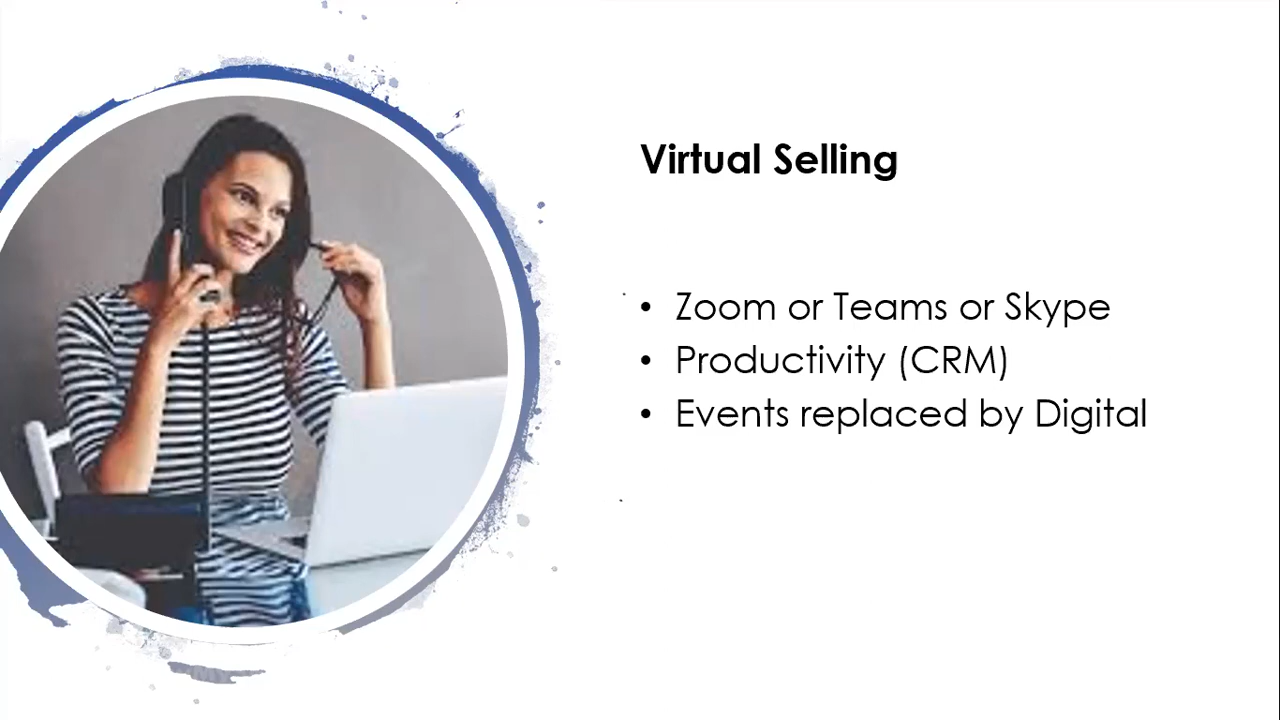 Virtual Selling
• Zoom or Teams or Skype
• Productivity (CRM)
• Events replaced by Digital